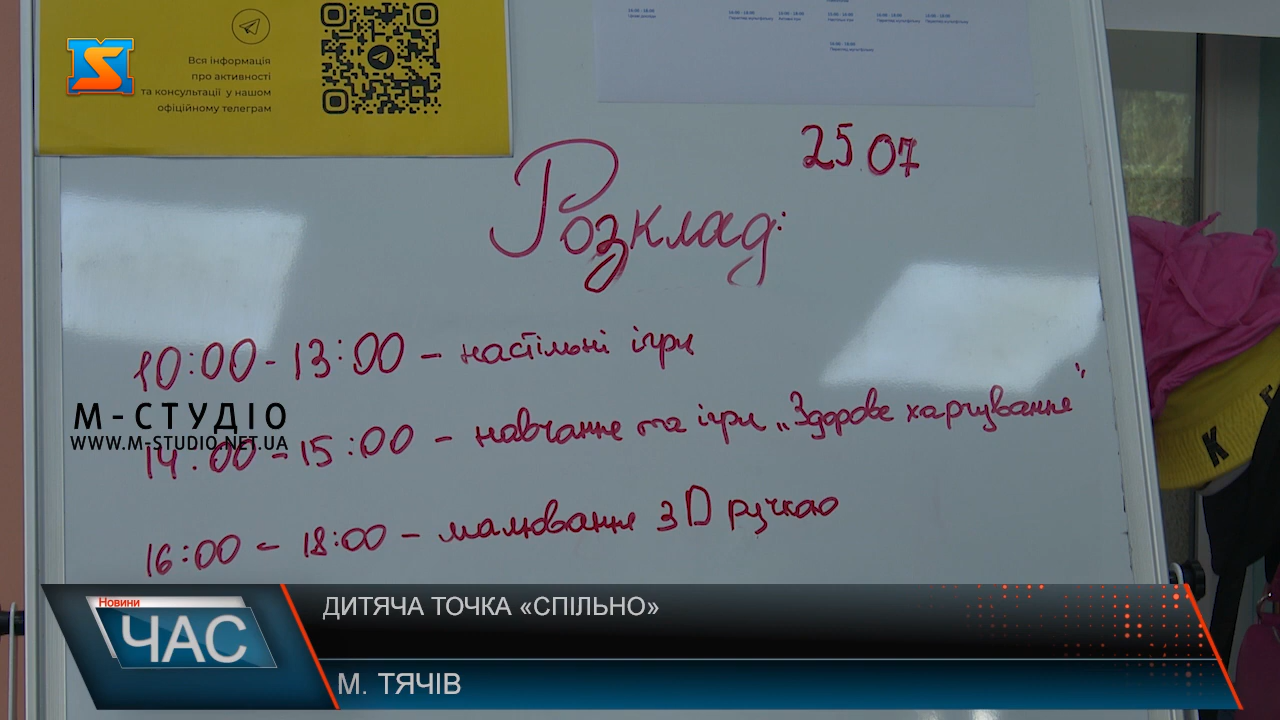 Вся інформація
про активності
та консультації у нашом
офіційному телеграм
25.07
Розклад:
10:00 - 13:00 – настільні ігри
М-СТУДІО
WWW.M-STUDIO.NET.UA
14:00 - 15:00 – навчання та ігри „Здорове харчування"
16:00 - 18:00 – малювання 3D ручкою
Новини
ЧАС
ДИТЯЧА ТОЧКА «СПІЛЬНО»
М. ТЯЧІВ